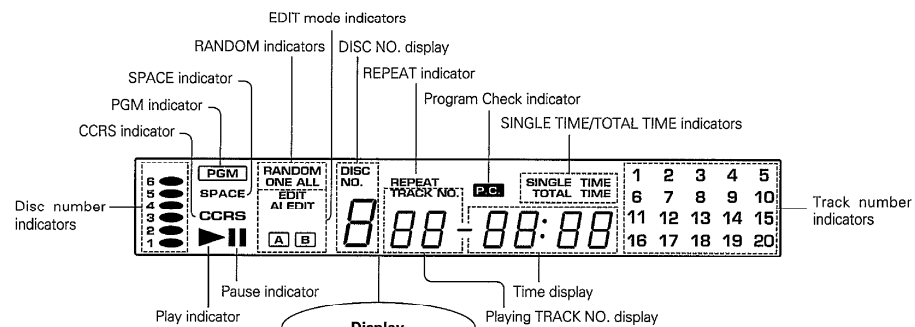 EDIT mode indicators
RANDOM indicators
DISC NO. display
SPACE indicator
REPEAT indicator
PGM indicator
Program Check indicator
CCRS indicator
SINGLE TIME/TOTAL TIME indicators
Disc number
indicators
6
5
4
3
2
1
PGM
SPACE
CCRS
RANDOM
ONE ALL
EDIT
AI EDIT
A B
DISC
NO.
8
REPEAT
TRACK NO.
88
P.C.
SINGLE TIME
TOTAL TIME
-88:88
1 2 3 4 5
6 7 8 9 10
11 12 13 14 15
16 17 18 19 20
Track number
indicators
Pause indicator
Time display
Play indicator
Playing TRACK NO. display
Display